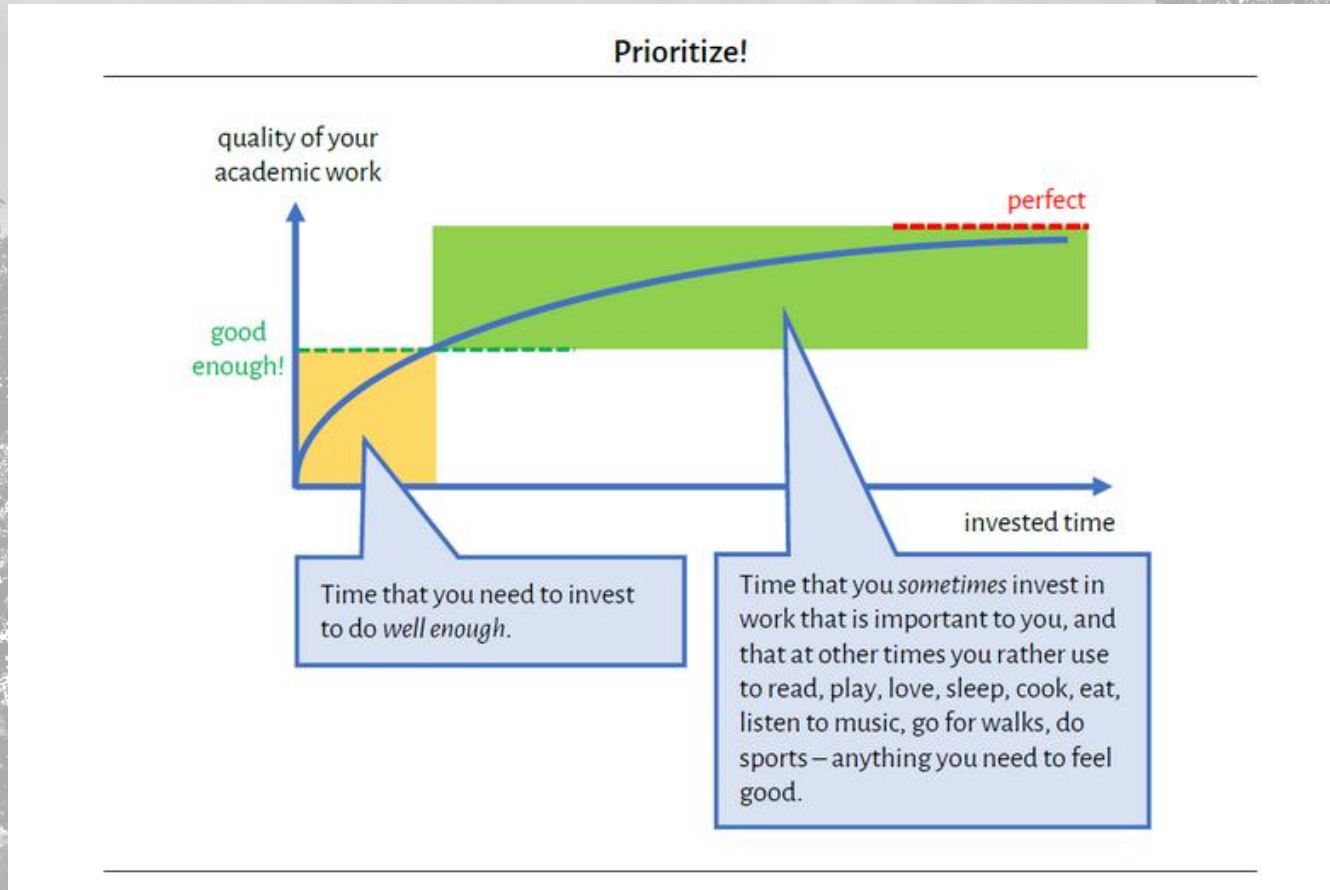 Prioritize!
quality of your
academic work
perfect
good
enough!
invested time
Time that you need to invest
to do well enough.
Time that you sometimes invest in
work that is important to you, and
that at other times you rather use
to read, play, love, sleep, cook, eat,
listen to music, go for walks, do
sports – anything you need to feel
good.